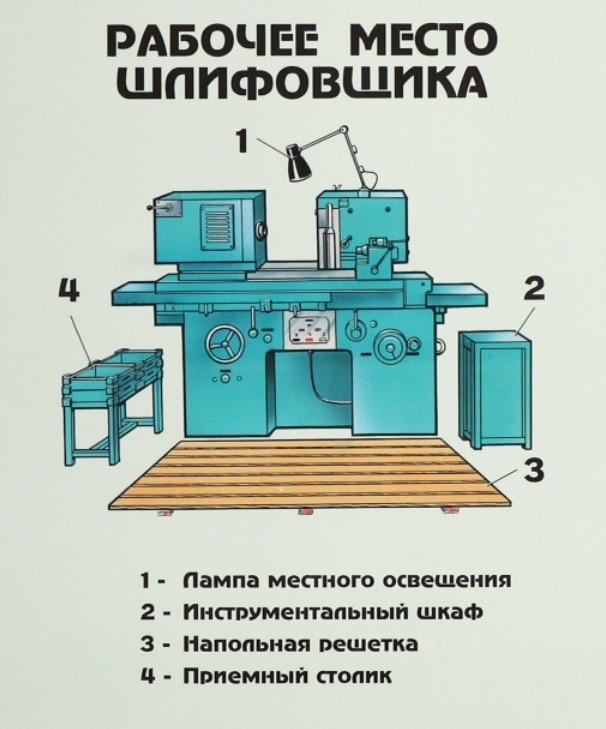 РАБОЧЕЕ МЕСТО
ШЛИФОВЩИКА
1
4
2
3
1 - Лампа местного освещения
2 - Инструментальный шкаф
3 - Напольная решетка
4 - Приемный столик